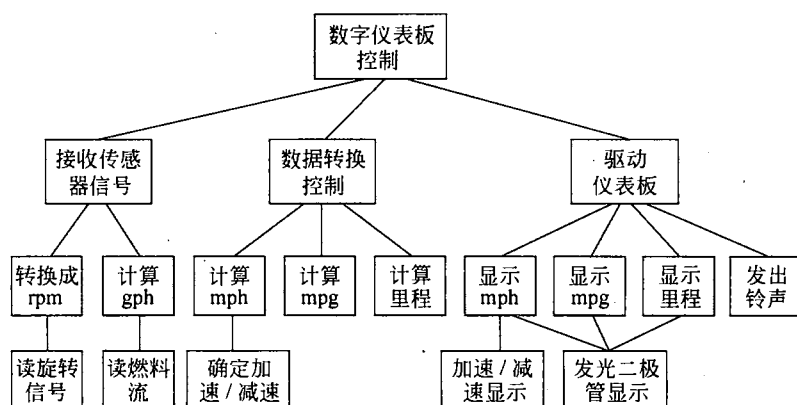 数字仪表板
控制
接收传感
器信号
数据转换
控制
驱动
仪表板
转换成
rpm
计算
gph
计算
mph
计算
mpg
计算
里程
显示
mph
显示
mpg
显示
里程
发出
铃声
读旋转
信号
读燃料
流
确定加
速/减速
加速/减
速显示
发光二极
管显示